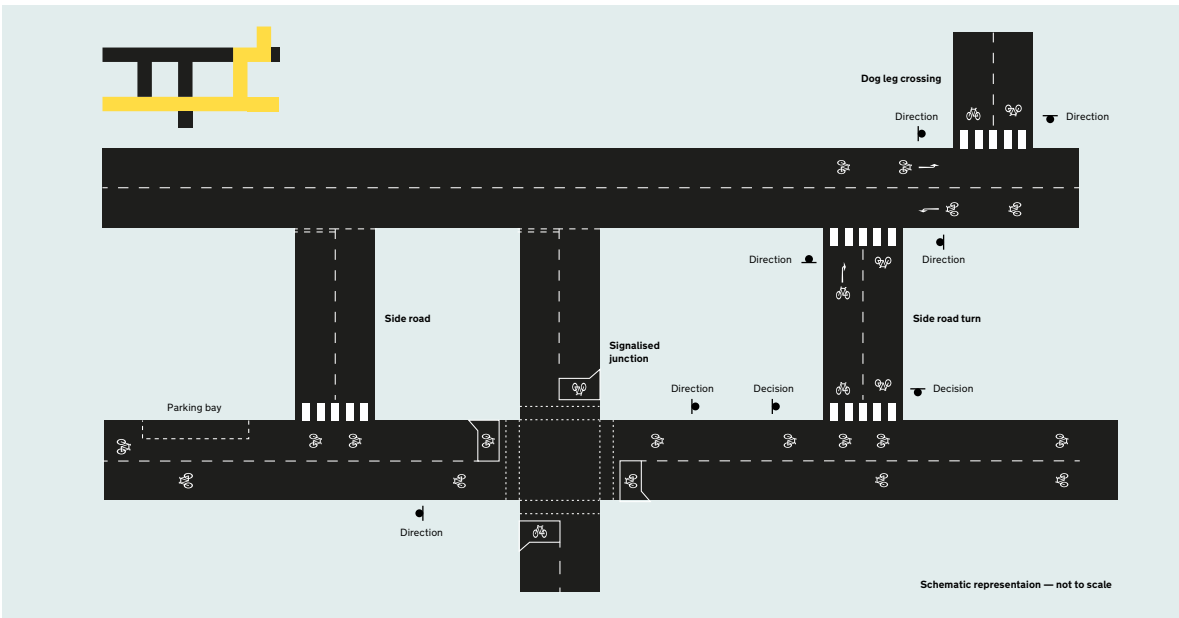 Dog leg crossing
Direction
Direction
Direction
Direction
Side road
Side road turn
Signalised
junction
Direction
Decision
Decision
Parking bay
Direction
Schematic representaion — not to scale